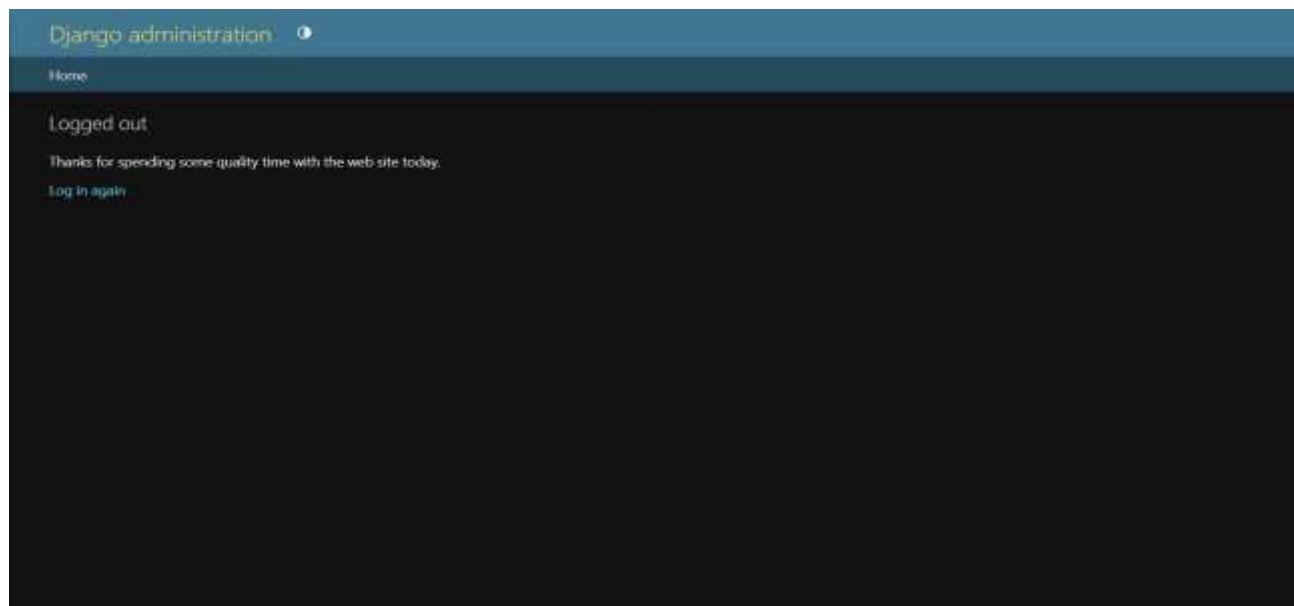 Django administration
Home
Logged out
Thanks for spending some quality time with the web site today.
Log in again